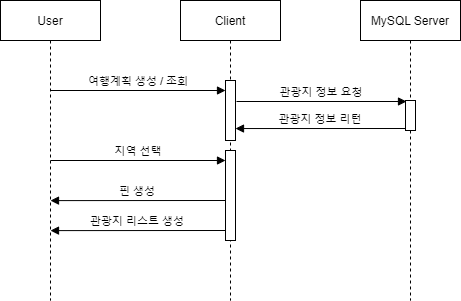 User
Client
MySQL Server
여행계획 생성 / 조회
관광지 정보 요청
관광지 정보 리턴
지역 선택
핀 생성
관광지 리스트 생성